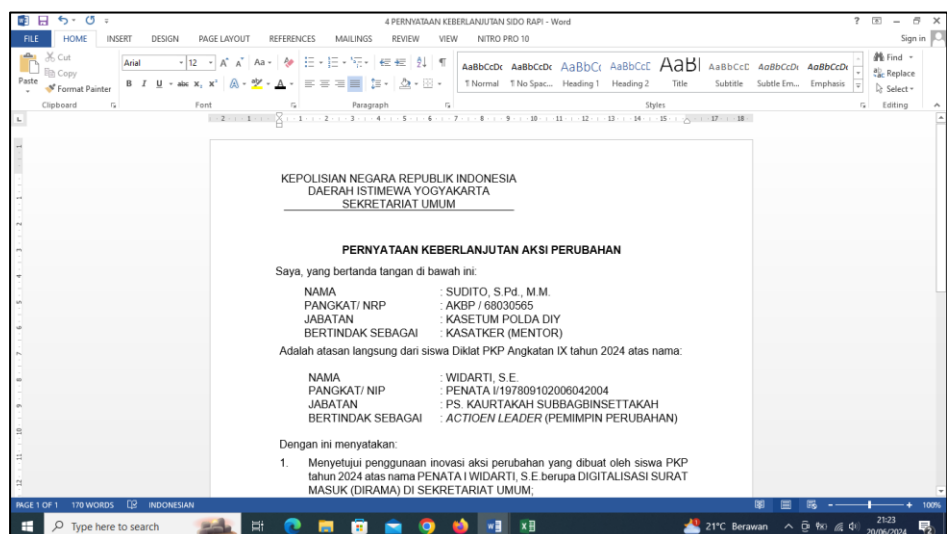 4 PERNYATAAN KEBERLANJUTAN SIDO RAPI - Word
FILE HOME INSERT DESIGN PAGE LAYOUT REFERENCES MAILINGS REVIEW VIEW NITRO PRO 10 Sign in
Cut
Copy
Format Painter
Paste
Arial 12
Find
Replace
Select
AaBbCcDc AaBbCcDc AaBbCc AaBbCcC AaB AaBbCcC AaBbCcDc AaBbCcDc
¶ Normal ¶ No Spac... Heading 1 Heading 2 Title Subtitle Subtle Em... Emphasis
Clipboard Font Paragraph Styles Editing
KEPOLISIAN NEGARA REPUBLIK INDONESIA
DAERAH ISTIMEWA YOGYAKARTA
SEKRETARIAT UMUM
PERNYATAAN KEBERLANJUTAN AKSI PERUBAHAN
Saya, yang bertanda tangan di bawah ini:
NAMA : SUDITO, S.Pd., M.M.
PANGKAT/ NRP : AKBP / 68030565
JABATAN : KASETUM POLDA DIY
BERTINDAK SEBAGAI : KASATKER (MENTOR)
Adalah atasan langsung dari siswa Diklat PKP Angkatan IX tahun 2024 atas nama:
NAMA : WIDARTI, S.E.
PANGKAT/ NIP : PENATA I/197809102006042004
JABATAN : PS. KAURTAKAH SUBBAGBINSETTAKAH
BERTINDAK SEBAGAI : ACTIOEN LEADER (PEMIMPIN PERUBAHAN)
Dengan ini menyatakan:
1. Menyetujui penggunaan inovasi aksi perubahan yang dibuat oleh siswa PKP
tahun 2024 atas nama PENATA I WIDARTI, S.E.berupa DIGITALISASI SURAT
MASUK (DIRAMA) DI SEKRETARIAT UMUM;
PAGE 1 OF 1 170 WORDS INDONESIAN 100%
Type here to search 21°C Berawan 21:23
20/06/2024